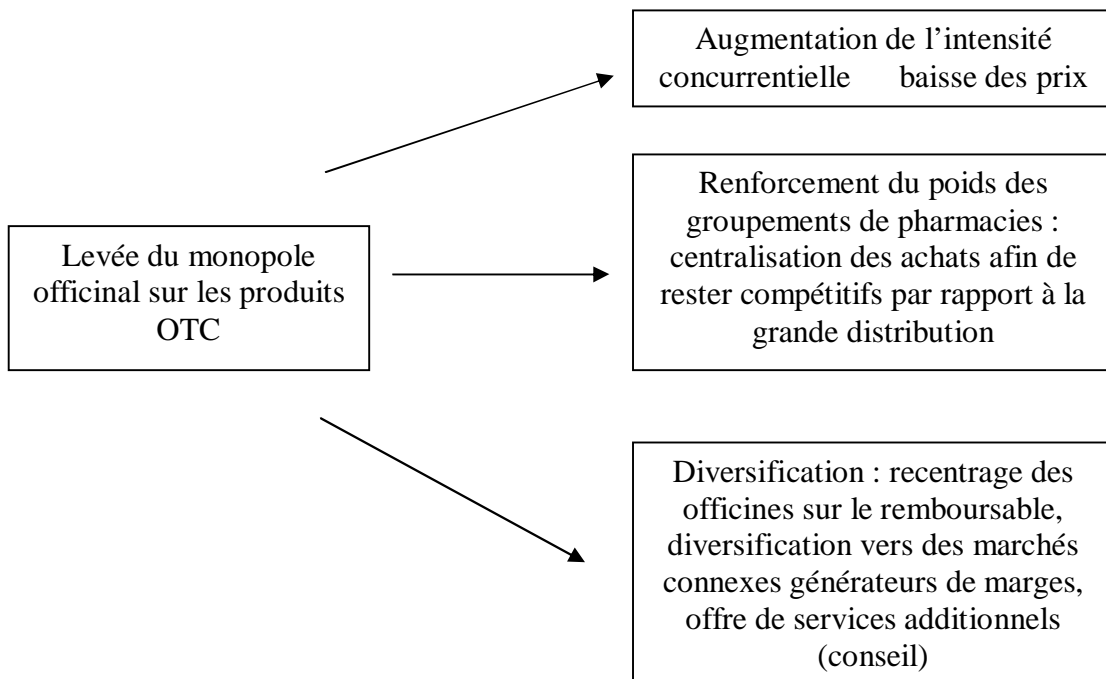 Augmentation de l’intensité
concurrentielle baisse des prix
Renforcement du poids des
groupements de pharmacies :
centralisation des achats afin de
rester compétitifs par rapport à la
grande distribution
Levée du monopole
officinal sur les produits
OTC
Diversification : recentrage des
officines sur le remboursable,
diversification vers des marchés
connexes générateurs de marges,
offre de services additionnels
(conseil)